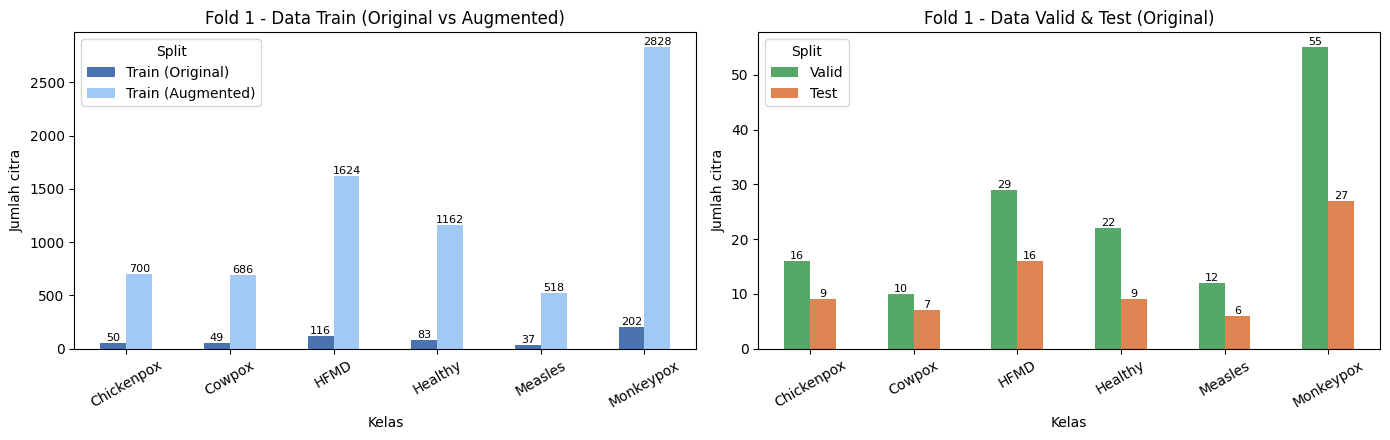 Fold 1 - Data Train (Original vs Augmented)
Split
Train (Original)
Train (Augmented)
Jumlah citra
2500
2000
1500
1000
500
0
50
700
49
686
116
1624
83
1162
37
518
202
2828
Chickenpox
Cowpox
HFMD
Healthy
Measles
Monkeypox
Kelas
Fold 1 - Data Valid & Test (Original)
Split
Valid
Test
Jumlah citra
50
40
30
20
10
0
16
9
10
7
29
16
22
9
12
6
55
27
Chickenpox
Cowpox
HFMD
Healthy
Measles
Monkeypox
Kelas